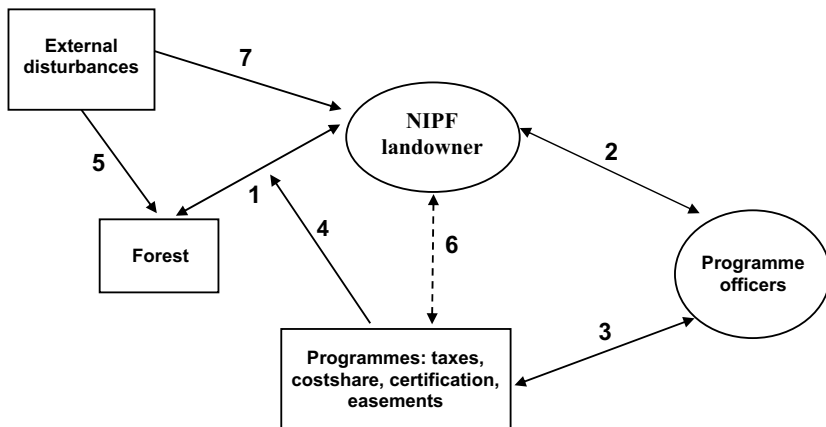 External
disturbances
7
NIPF
landowner
2
5
1
Forest
4
6
Programme
officers
3
Programmes: taxes,
costshare, certification,
easements